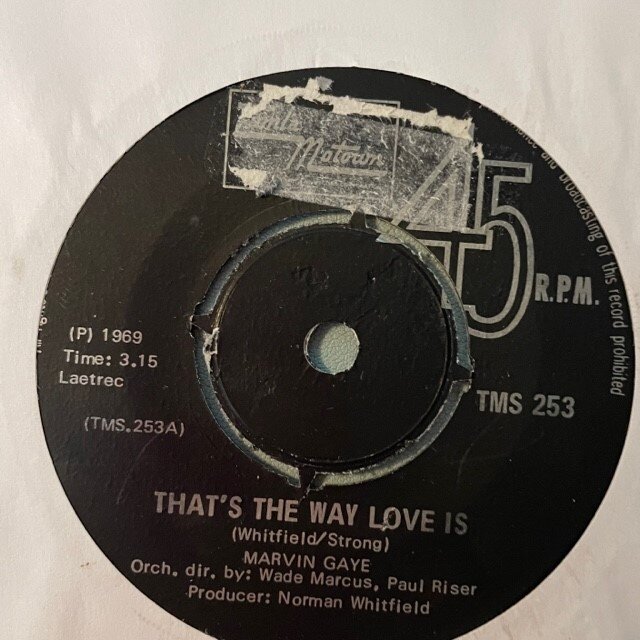 Motown
45
R.P.M.
and broadcasting of this record prohibited
(P) 1969
Time: 3.15
Laetrec
TMS 253
(TMS.253A)
THAT'S THE WAY LOVE IS
(Whitfield/Strong)
MARVIN GAYE
Orch. dir. by: Wade Marcus, Paul Riser
Producer: Norman Whitfield